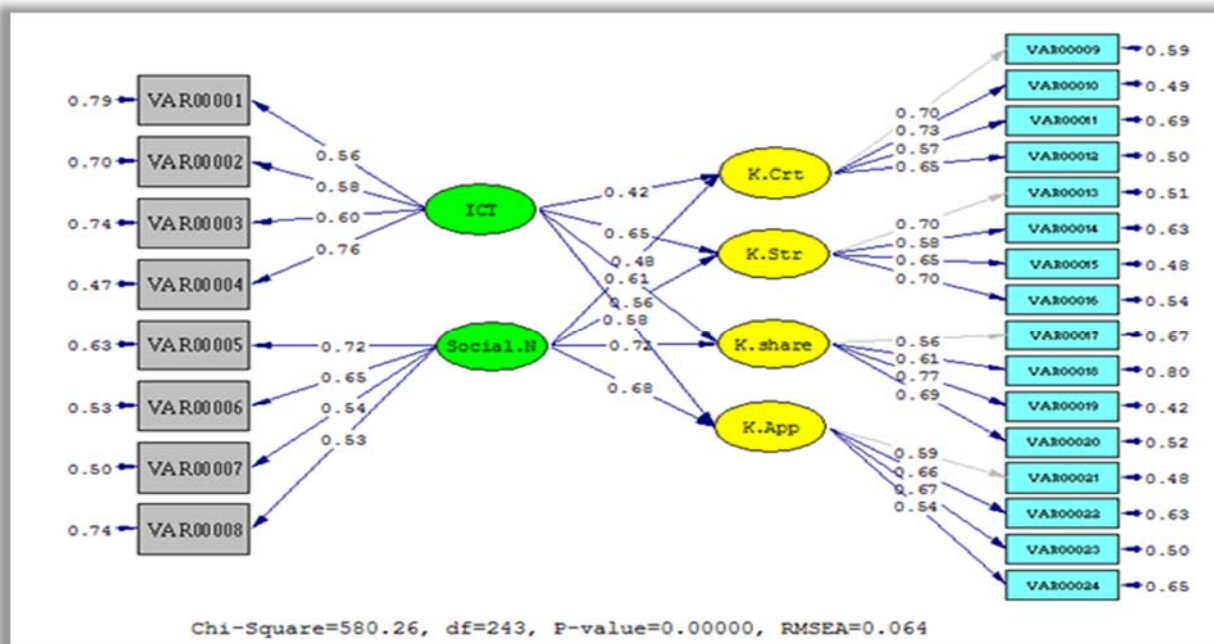 0.79
VAR00001
0.70
VAR00002
0.74
VAR00003
0.47
VAR00004
0.63
VAR00005
0.53
VAR00006
0.50
VAR00007
0.74
VAR00008
0.56
0.58
0.60
0.76
0.72
0.65
0.54
0.53
ICT
Social.N
0.42
0.65
0.48
0.61
0.56
0.58
0.68
K.Crt
K.Str
K.share
K.App
0.70
0.73
0.57
0.65
0.70
0.58
0.65
0.70
0.56
0.61
0.77
0.69
0.59
0.66
0.67
0.54
VAR00009
0.59
VAR00010
0.49
VAR00011
0.69
VAR00012
0.50
VAR00013
0.51
VAR00014
0.63
VAR00015
0.48
VAR00016
0.54
VAR00017
0.67
VAR00018
0.80
VAR00019
0.42
VAR00020
0.52
VAR00021
0.48
VAR00022
0.63
VAR00023
0.50
VAR00024
0.65
Chi-Square=580.26, df=243, P-value=0.00000, RMSEA=0.064